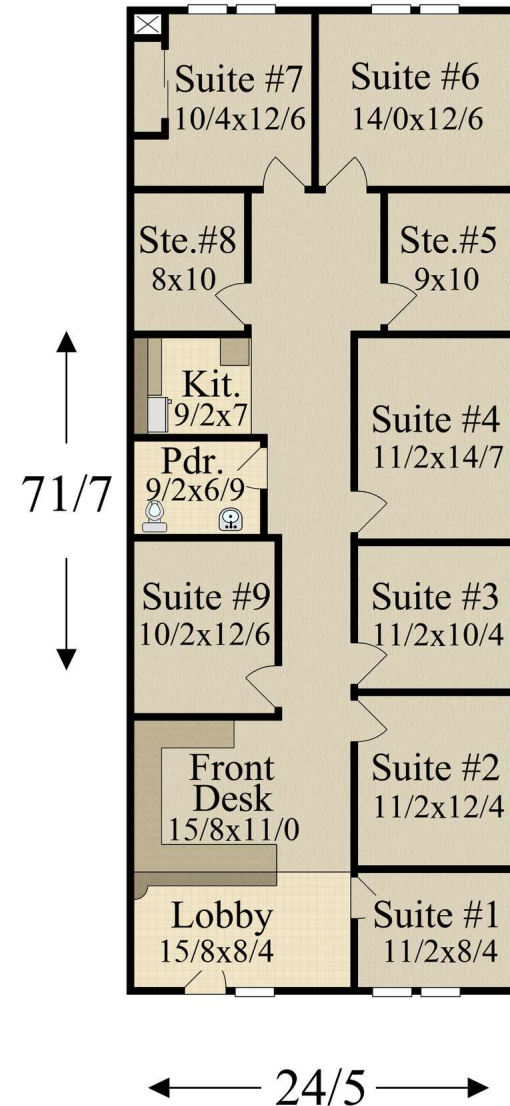 Suite #7
10/4x12/6
Suite #6
14/0x12/6
Ste.#8
8x10
Ste.#5
9x10
Kit.
9/2x7
Suite #4
11/2x14/7
Pdr.
9/2x6/9
71/7
Suite #9
10/2x12/6
Suite #3
11/2x10/4
Front
Desk
15/8x11/0
Suite #2
11/2x12/4
Lobby
15/8x8/4
Suite #1
11/2x8/4
24/5